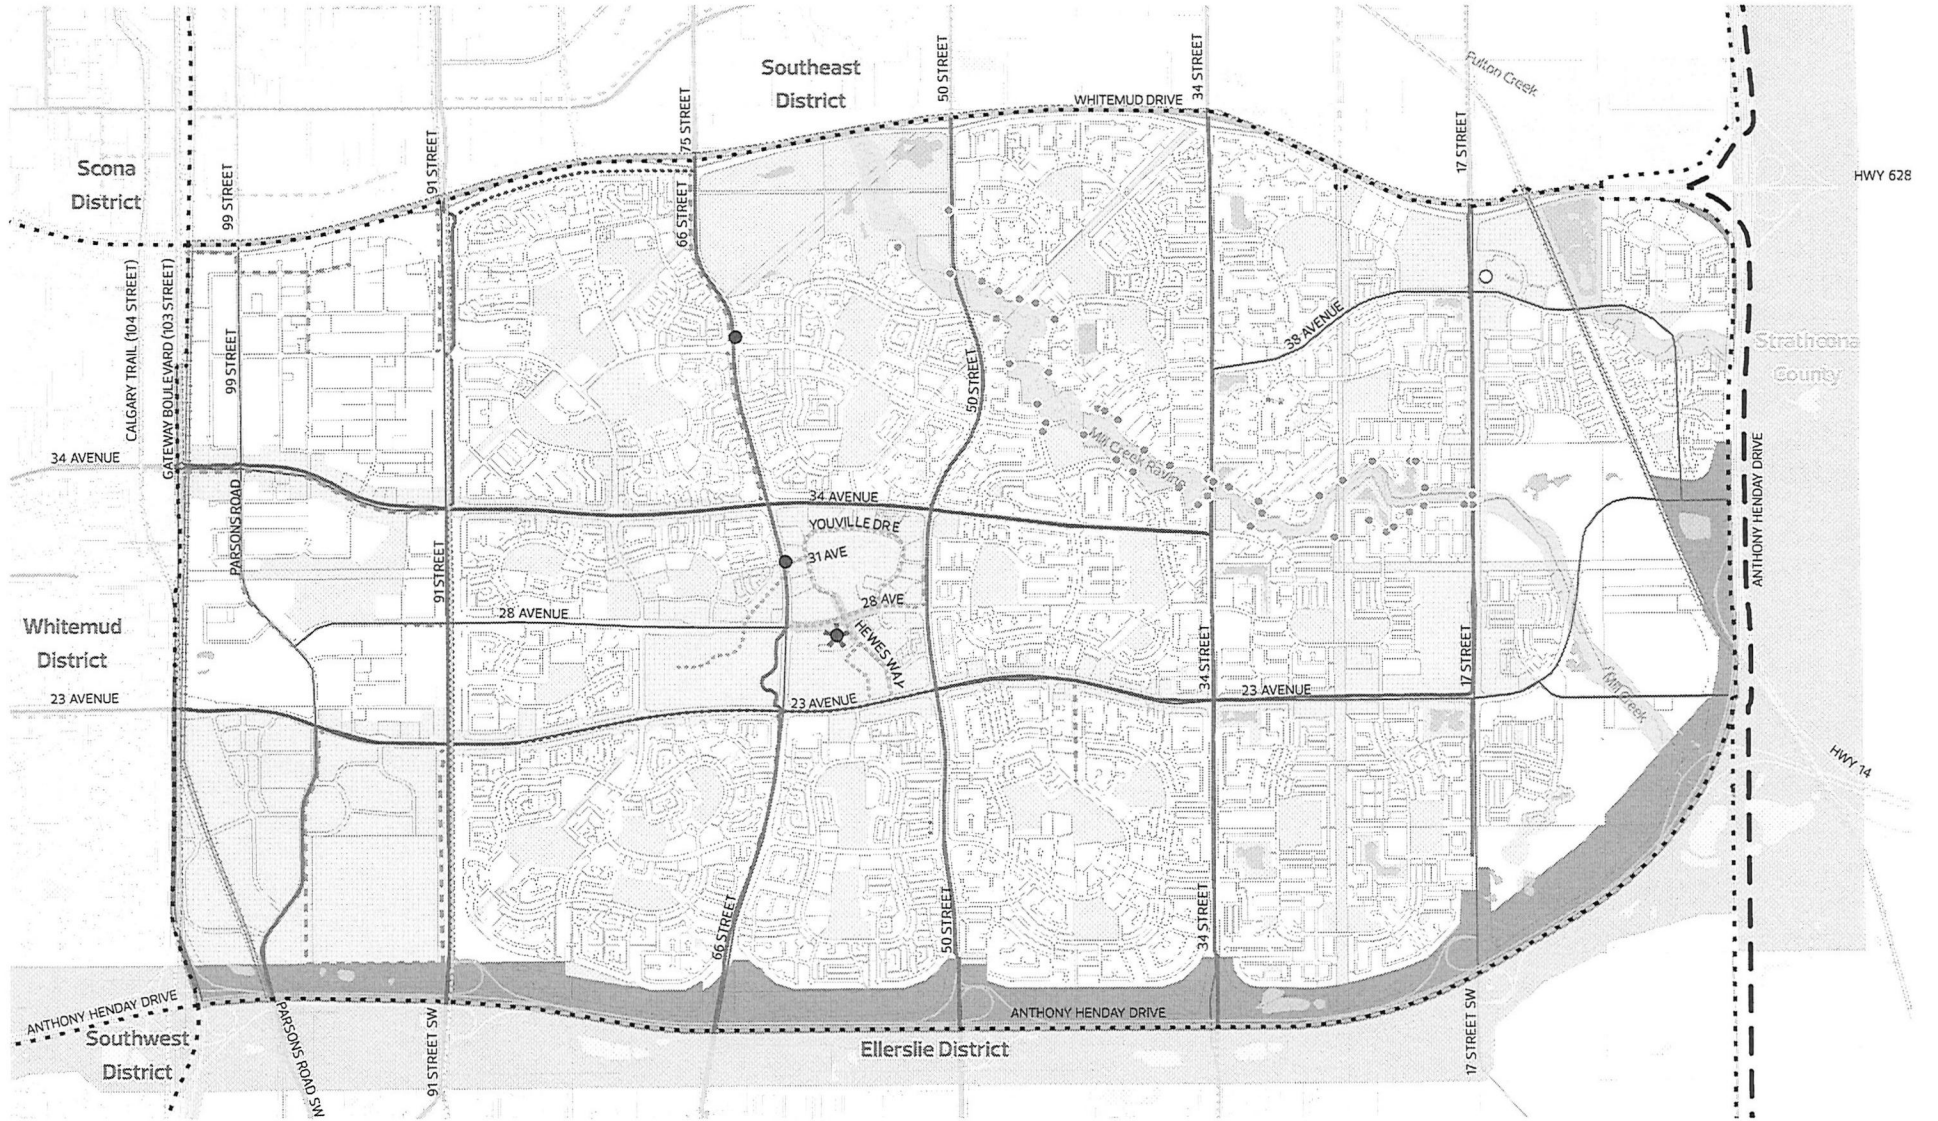 Southeast
District
50 STREET
34 STREET
WHITEMUD DRIVE
Fulton Creek
75 STREET
17 STREET
91 STREET
Scona
District
99 STREET
66 STREET
HWY 628
CALGARY TRAIL (104 STREET)
GATEWAY BOULEVARD (103 STREET)
99 STREET
38 AVENUE
50 STREET
Strathcona
County
34 AVENUE
Mill Creek Ravine
PARSONS ROAD
34 AVENUE
YOUVILLE DR E
31 AVE
ANTHONY HENDAY DRIVE
91 STREET
28 AVENUE
28 AVE
HEWES WAY
Whitemud
District
34 STREET
17 STREET
23 AVENUE
23 AVENUE
23 AVENUE
Mill Creek
HWY 14
66 STREET
50 STREET
34 STREET
ANTHONY HENDAY DRIVE
ANTHONY HENDAY DRIVE
Southwest
District
PARSONS ROAD SW
91 STREET SW
Ellerslie District
17 STREET SW